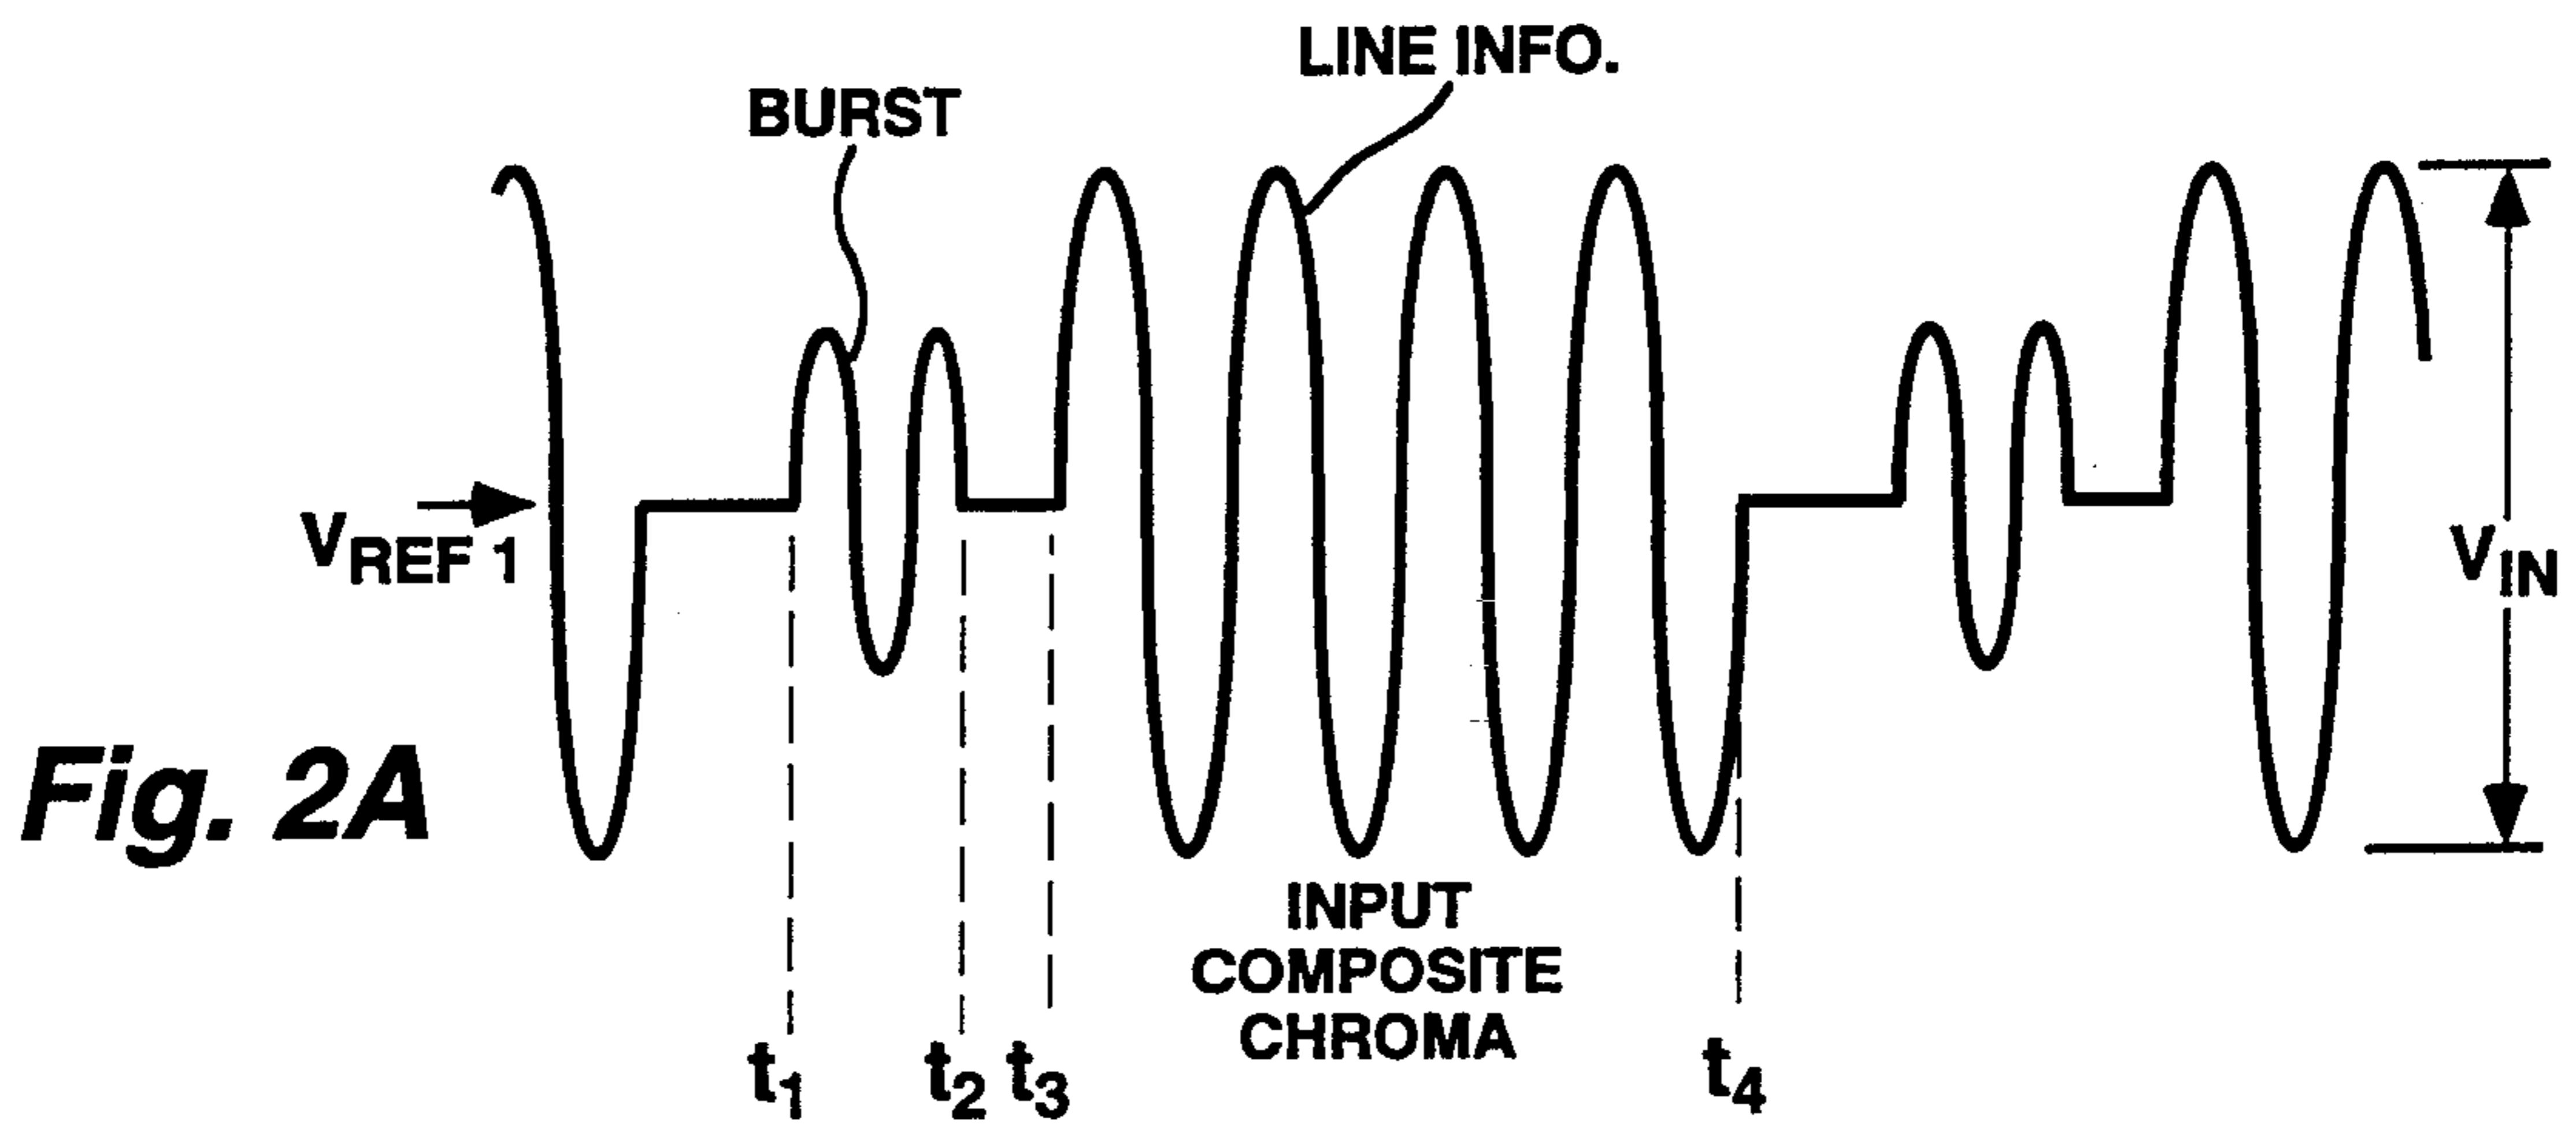 LINE INFO.
BURST
VREF 1
VIN
Fig. 2A
INPUT
COMPOSITE
CHROMA
t1 t2 t3 t4